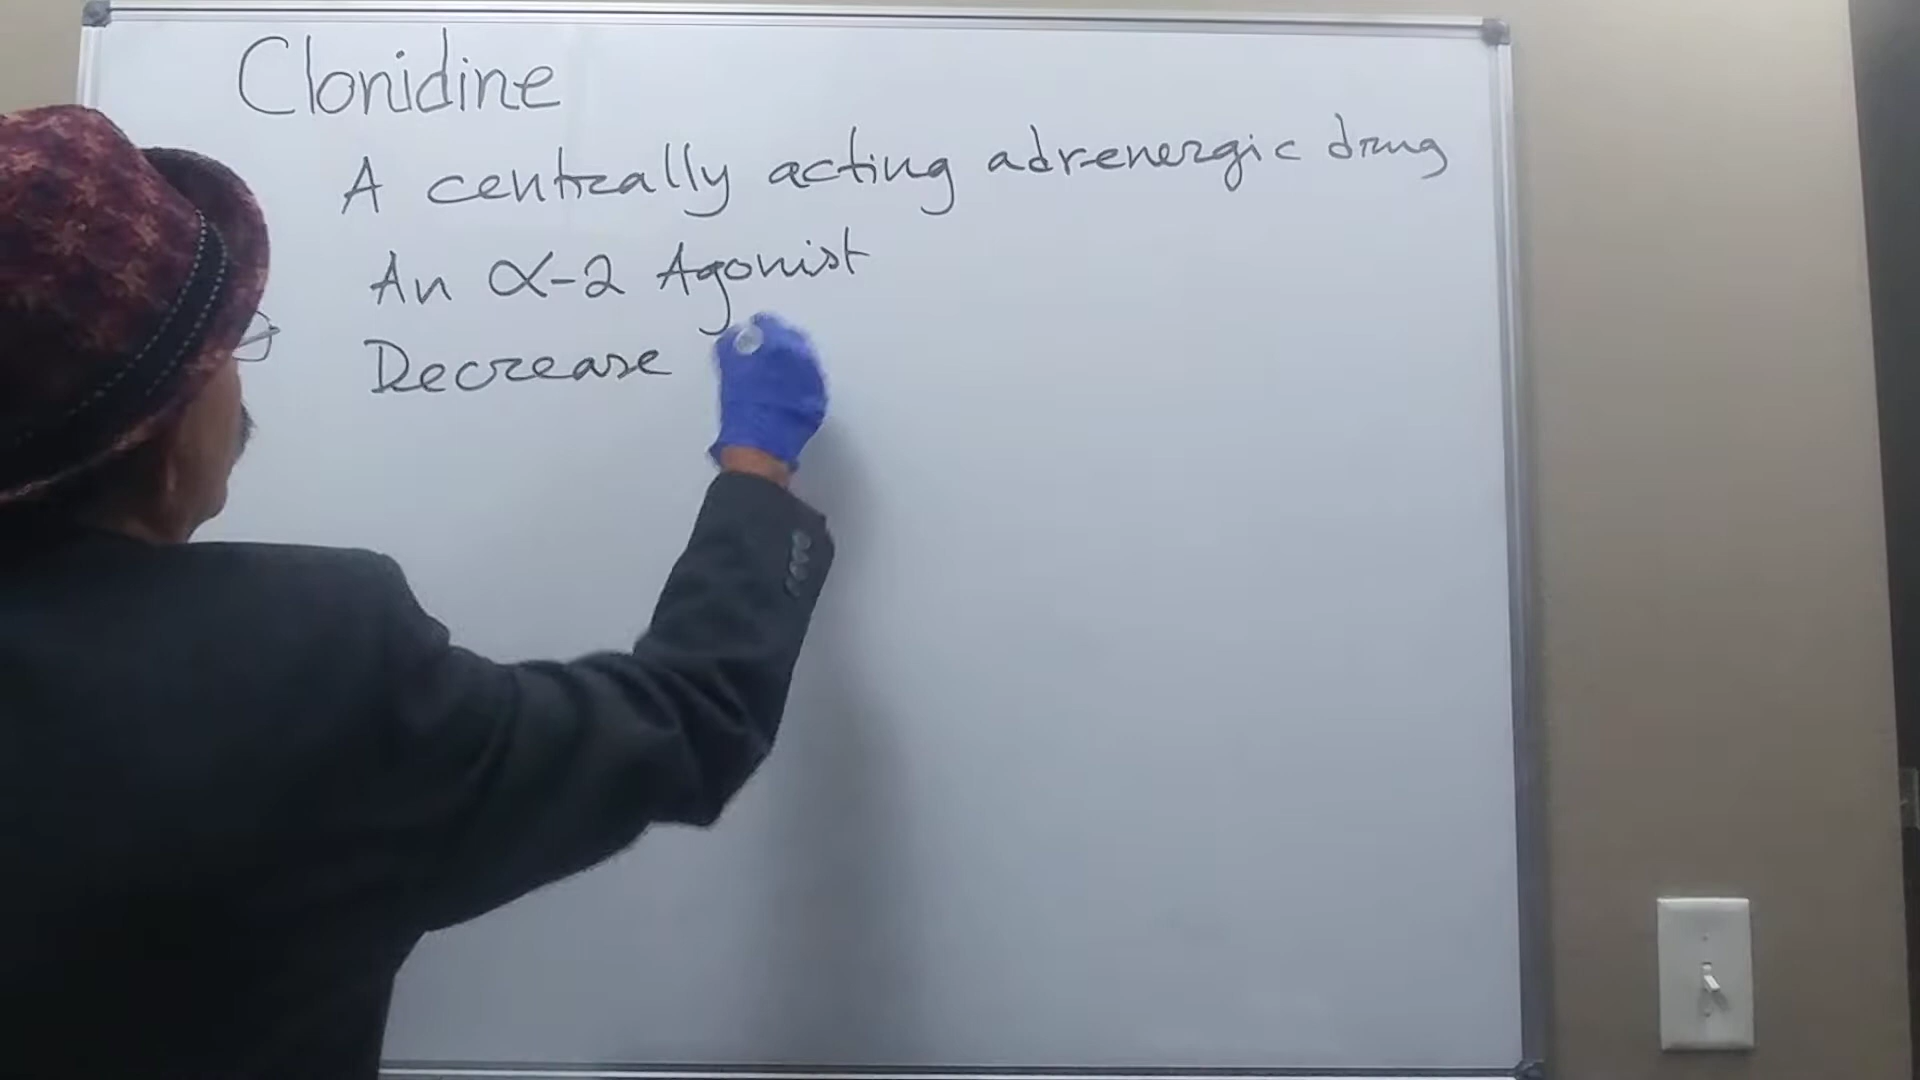 Clonidine
A centrally acting adrenergic drug
An α-2 Agonist
Decrease